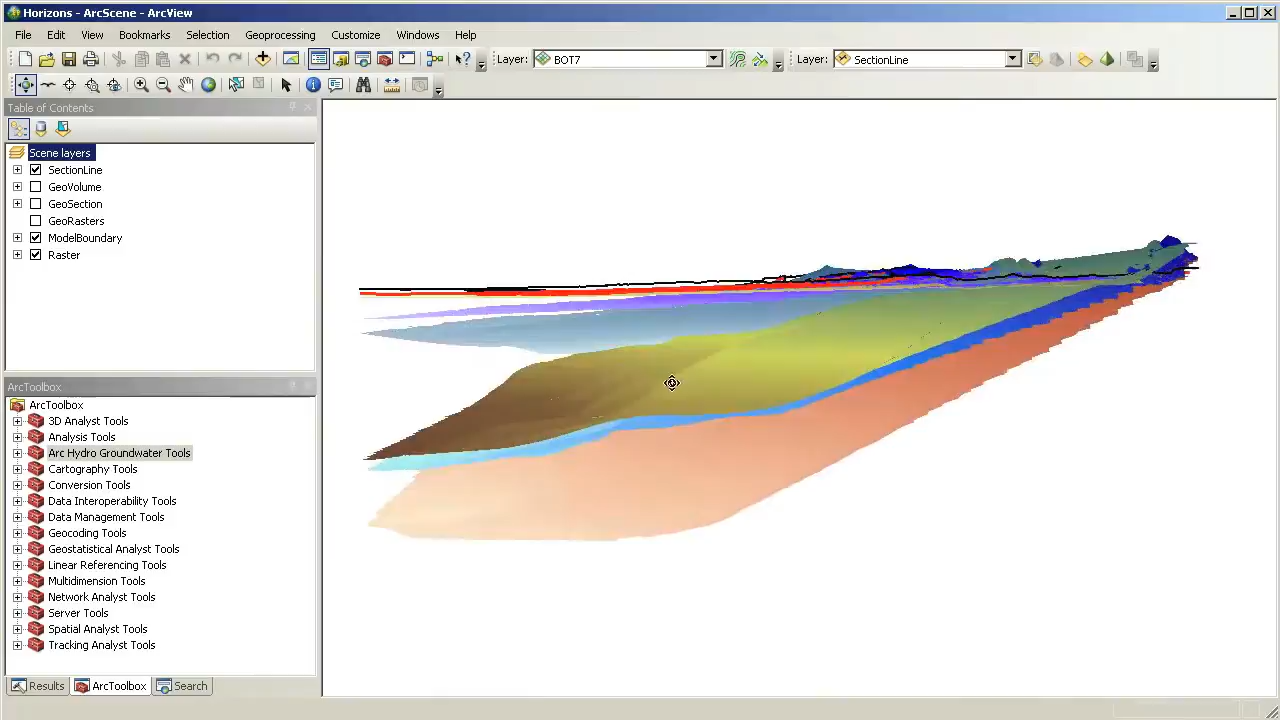 Horizons - ArcScene - ArcView
File Edit View Bookmarks Selection Geoprocessing Customize Windows Help
Layer: BOT7 Layer: SectionLine
Table of Contents
Scene layers
SectionLine
GeoVolume
GeoSection
GeoRasters
ModelBoundary
Raster
ArcToolbox
ArcToolbox
3D Analyst Tools
Analysis Tools
Arc Hydro Groundwater Tools
Cartography Tools
Conversion Tools
Data Interoperability Tools
Data Management Tools
Geocoding Tools
Geostatistical Analyst Tools
Linear Referencing Tools
Multidimension Tools
Network Analyst Tools
Server Tools
Spatial Analyst Tools
Tracking Analyst Tools
Results ArcToolbox Search